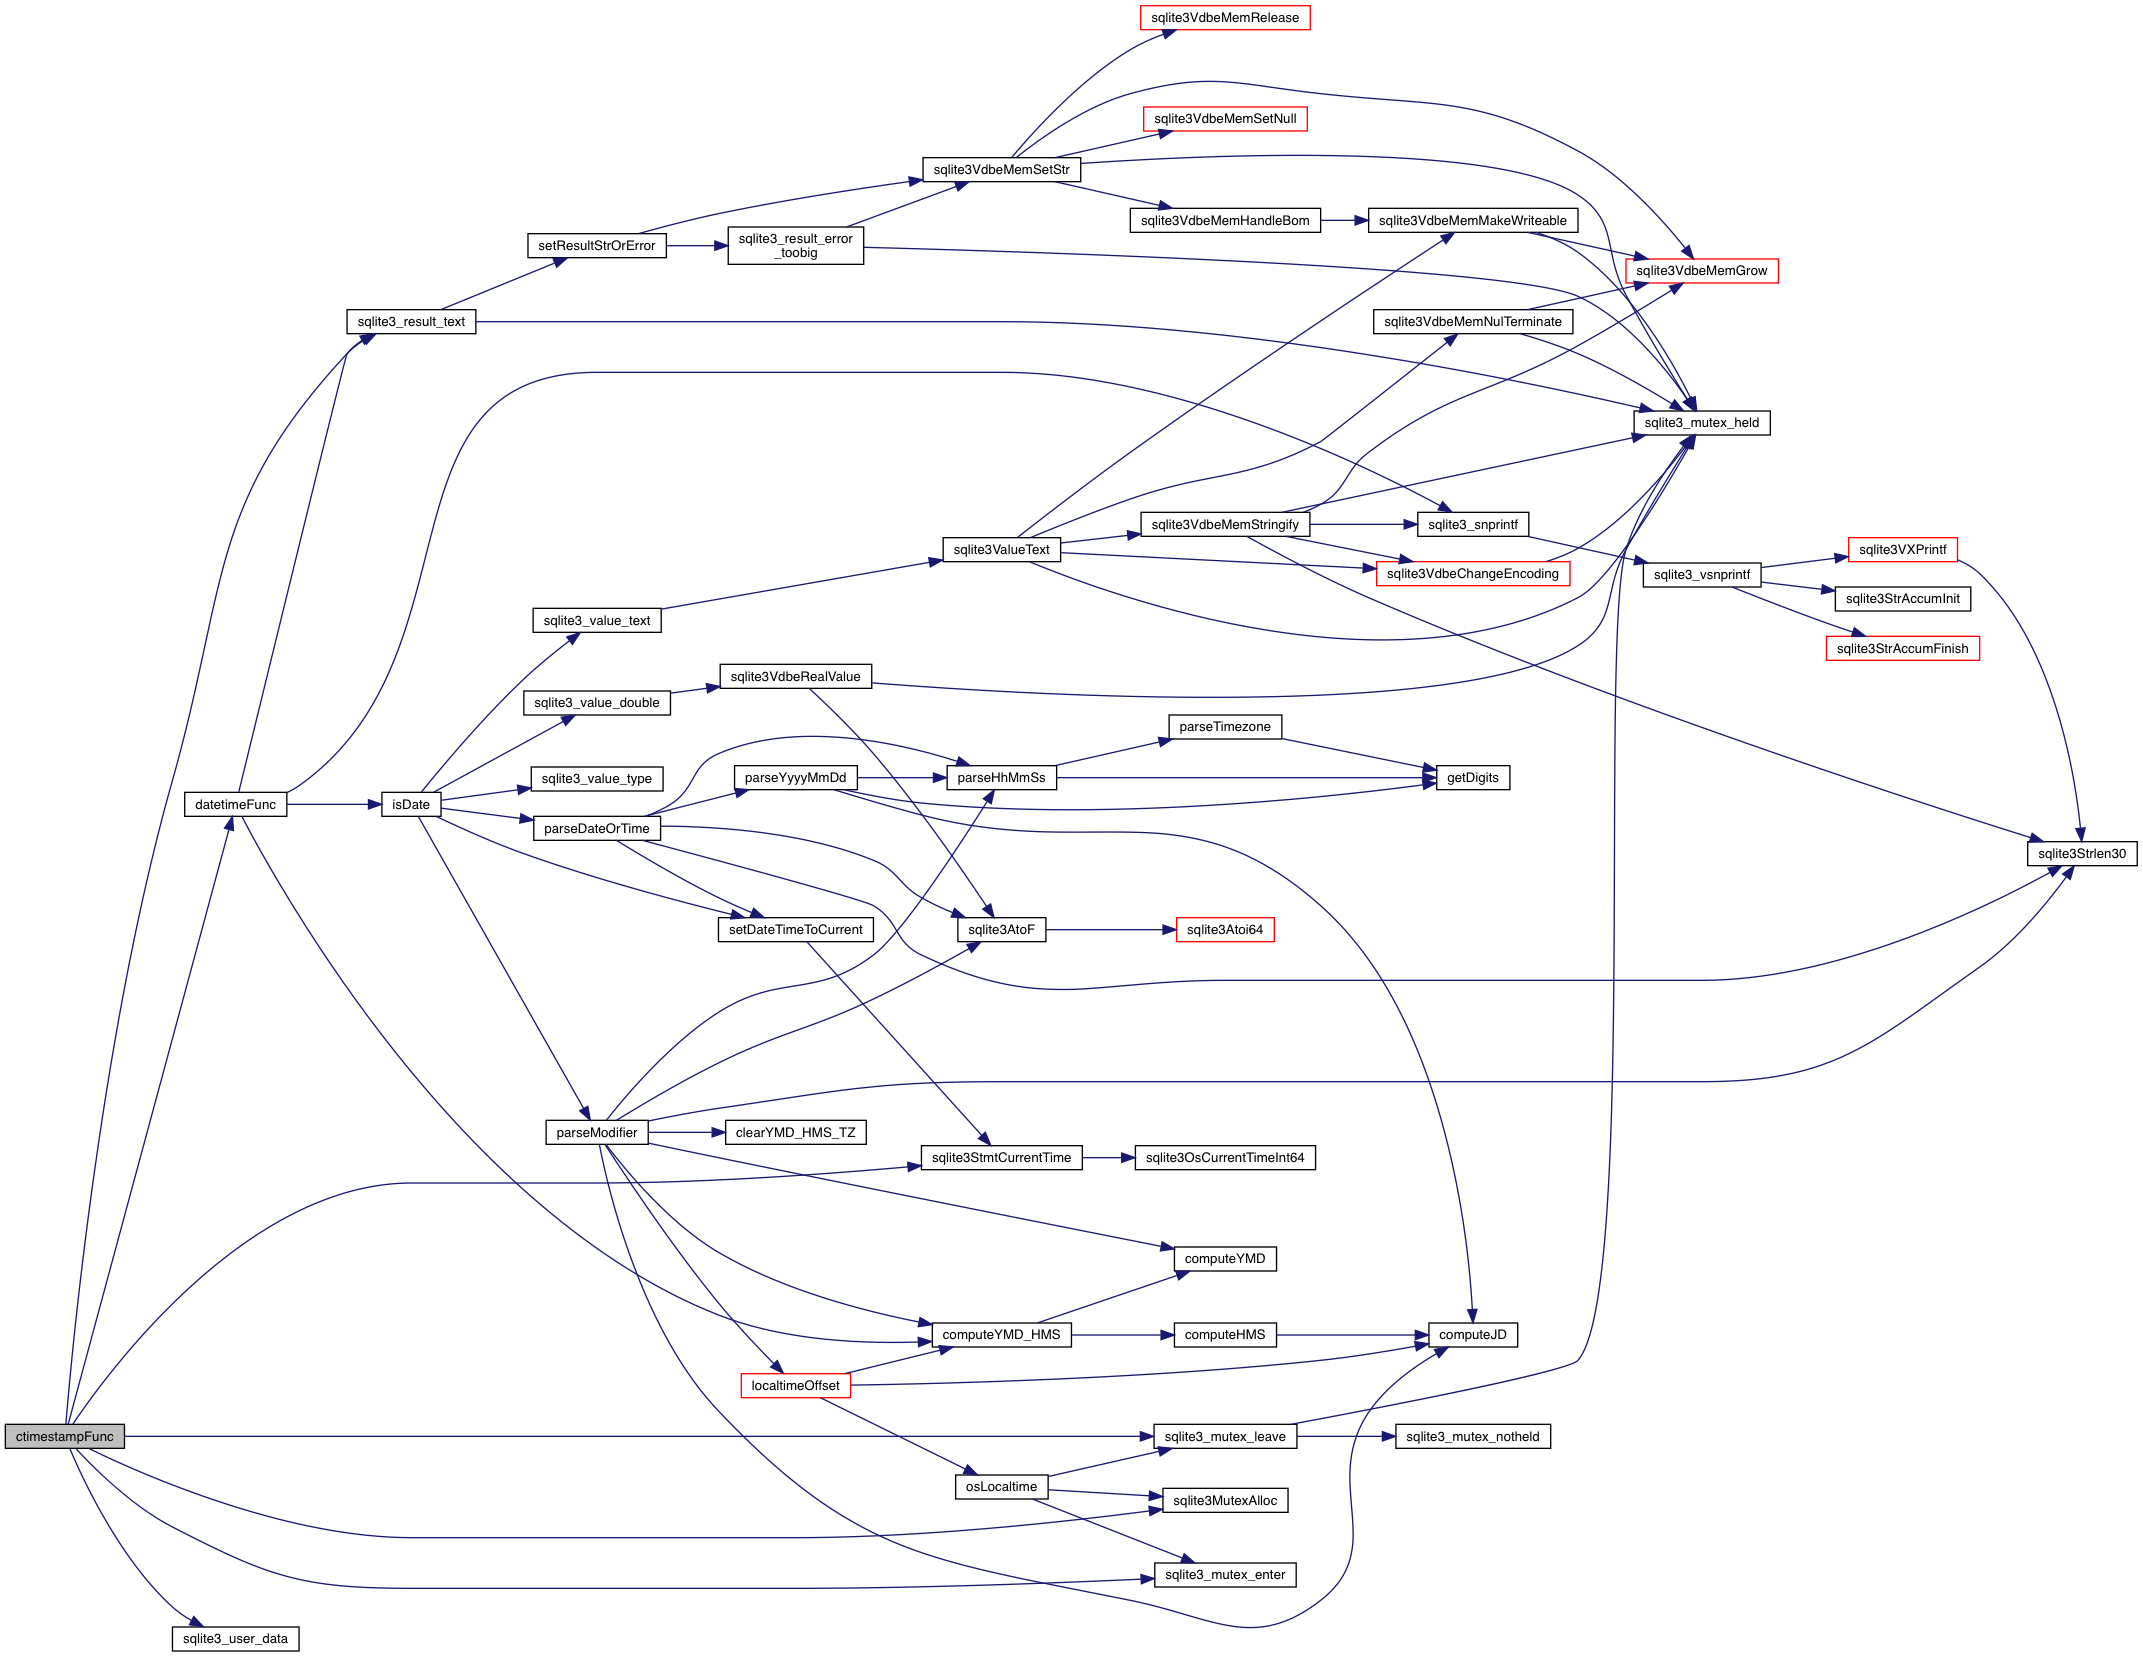 sqlite3VdbeMemRelease
sqlite3VdbeMemSetNull
sqlite3VdbeMemSetStr
sqlite3VdbeMemHandleBom
sqlite3VdbeMemMakeWriteable
setResultStrOrError
sqlite3_result_error
_toobig
sqlite3VdbeMemGrow
sqlite3_result_text
sqlite3VdbeMemNulTerminate
sqlite3_mutex_held
sqlite3VdbeMemStringify
sqlite3_snprintf
sqlite3ValueText
sqlite3VXPrintf
sqlite3VdbeChangeEncoding
sqlite3_vsnprintf
sqlite3StrAccumInit
sqlite3_value_text
sqlite3StrAccumFinish
sqlite3VdbeRealValue
sqlite3_value_double
parseTimezone
sqlite3_value_type
parseYyyyMmDd
parseHhMmSs
getDigits
datetimeFunc
isDate
parseDateOrTime
sqlite3Strlen30
setDateTimeToCurrent
sqlite3AtoF
sqlite3Atoi64
parseModifier
clearYMD_HMS_TZ
sqlite3StmtCurrentTime
sqlite3OsCurrentTimeInt64
computeYMD
computeYMD_HMS
computeHMS
computeJD
localtimeOffset
ctimestampFunc
sqlite3_mutex_leave
sqlite3_mutex_notheld
osLocaltime
sqlite3MutexAlloc
sqlite3_mutex_enter
sqlite3_user_data